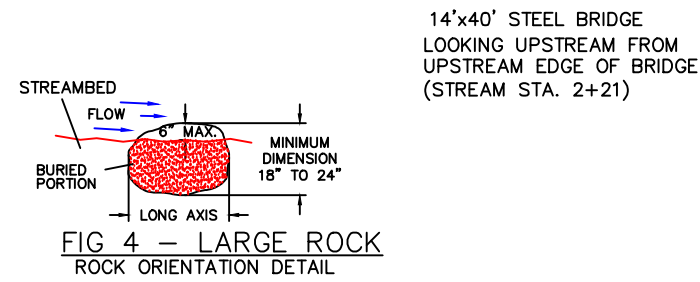 14'x40' STEEL BRIDGE
LOOKING UPSTREAM FROM
UPSTREAM EDGE OF BRIDGE
(STREAM STA. 2+21)
STREAMBED
FLOW
6" MAX.
MINIMUM
DIMENSION
18" TO 24"
BURIED
PORTION
LONG AXIS
FIG 4 - LARGE ROCK
ROCK ORIENTATION DETAIL